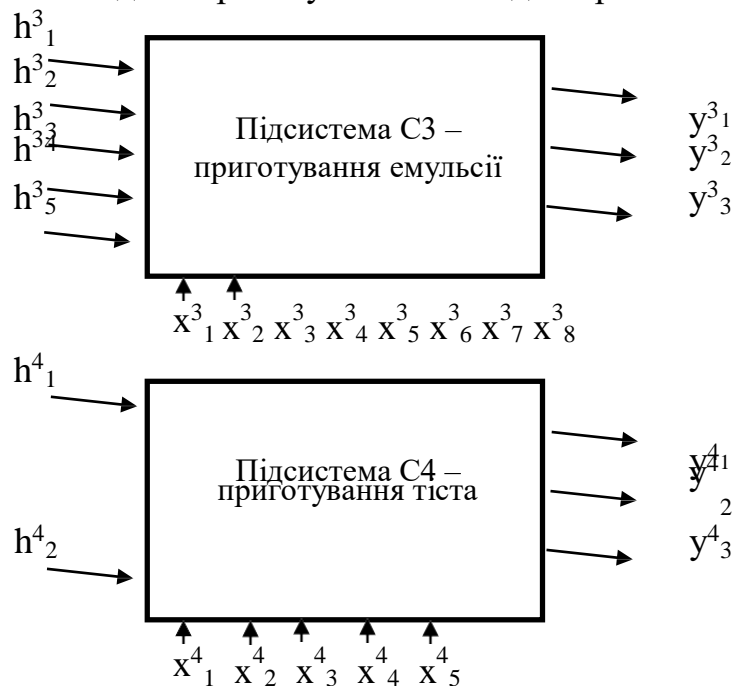 h³₁
h³₂
h³₃
h³₄
h³₅
Підсистема С3 –
приготування емульсії
y³₁
y³₂
y³₃
x³₁ x³₂ x³₃ x³₄ x³₅ x³₆ x³₇ x³₈
h⁴₁
h⁴₂
Підсистема С4 –
приготування тіста
y⁴₁
y⁴₂
y⁴₃
x⁴₁ x⁴₂ x⁴₃ x⁴₄ x⁴₅